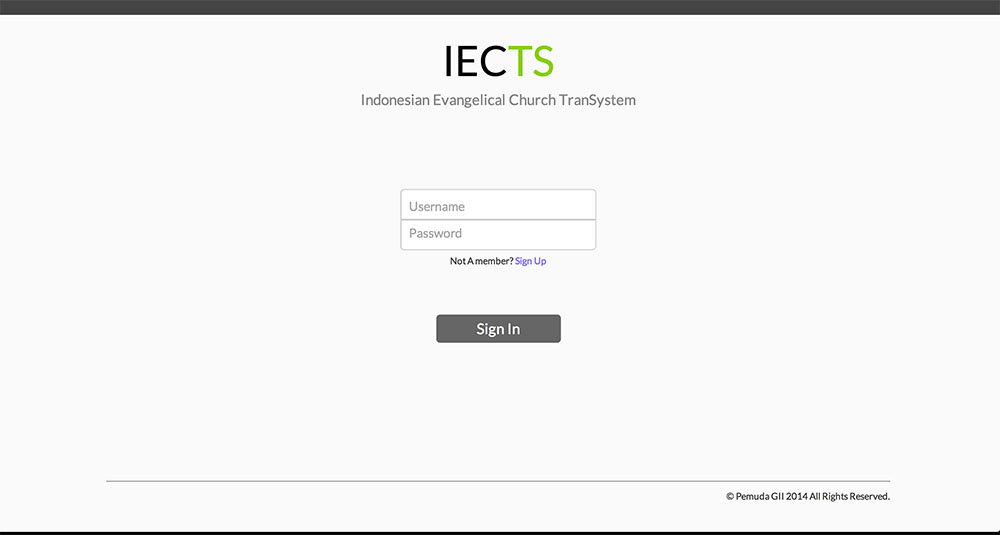 IECTS
Indonesian Evangelical Church TranSystem
Username
Password
Not A member? Sign Up
Sign In
© Pemuda GII 2014 All Rights Reserved.